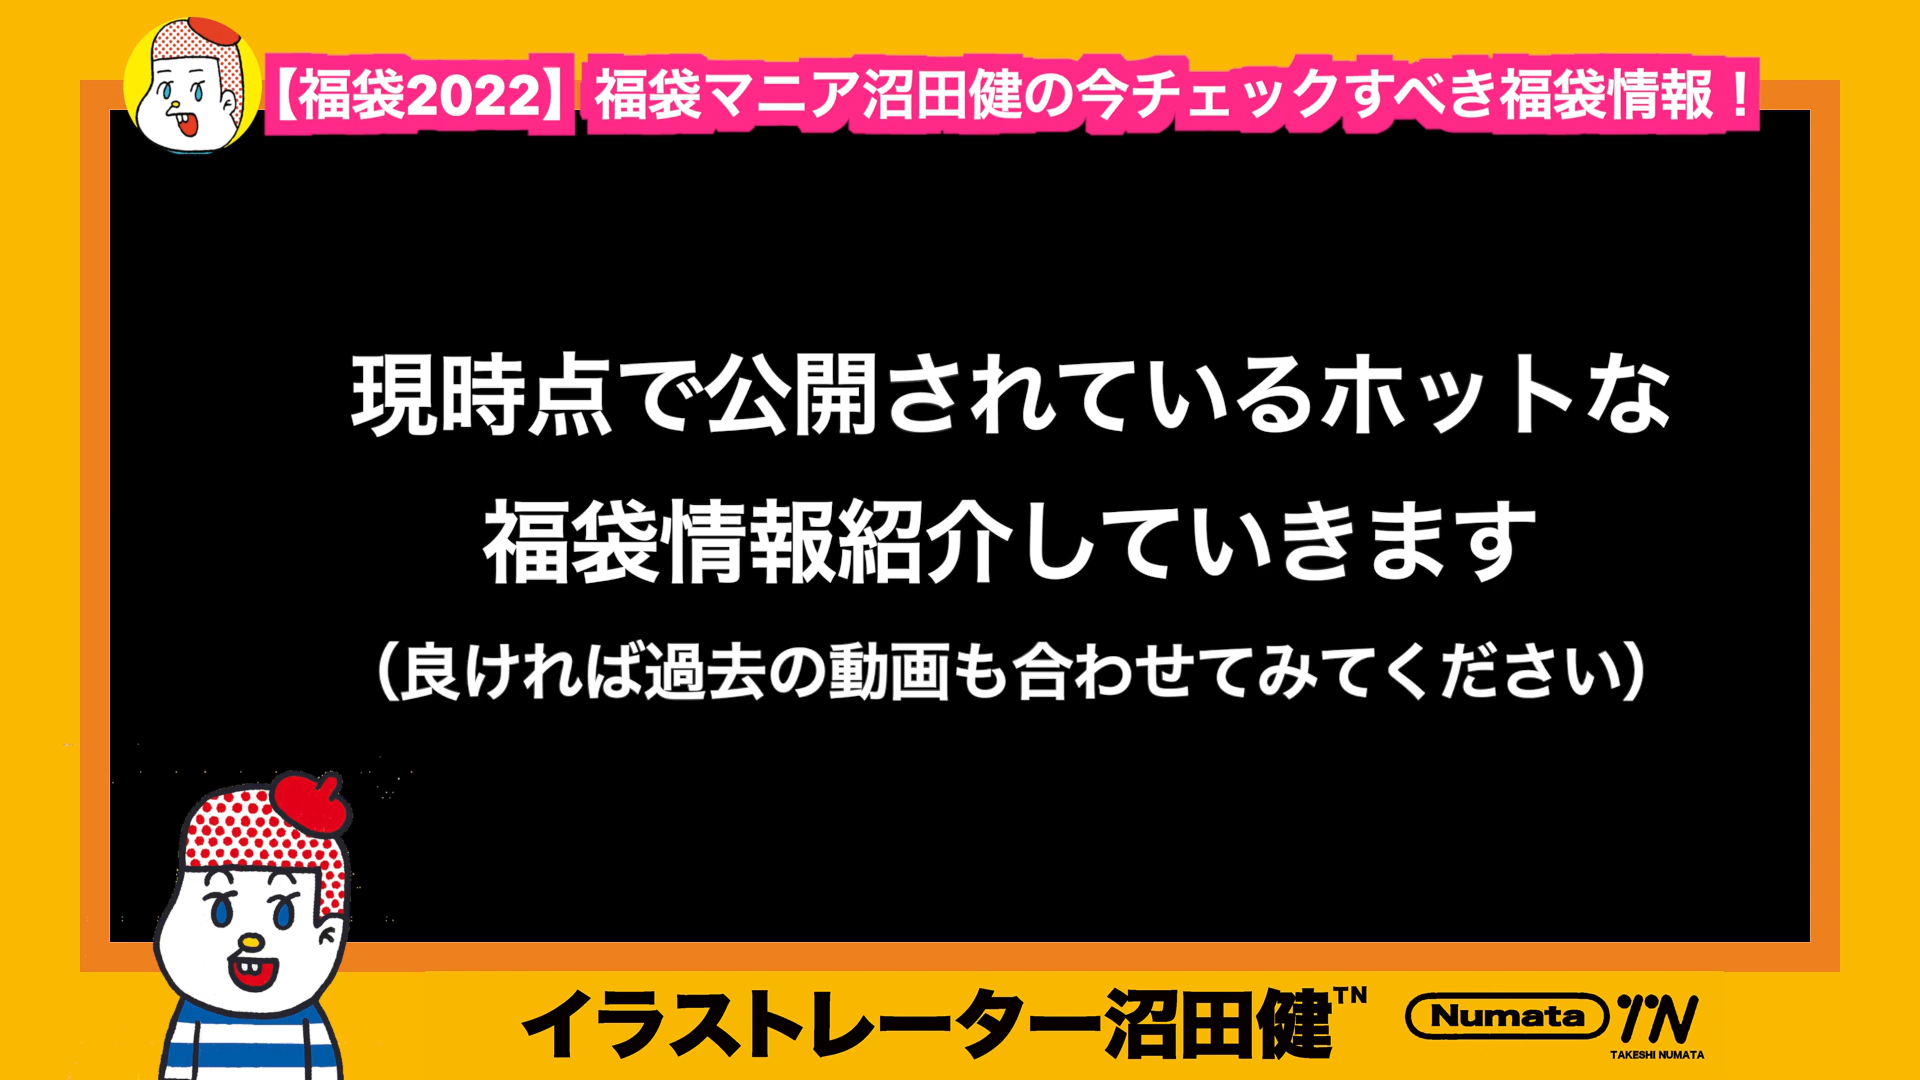 【福袋2022】福袋マニア沼田健の今チェックすべき福袋情報！
現時点で公開されているホットな
福袋情報紹介していきます
（良ければ過去の動画も合わせてみてください）
イラストレーター沼田健TN
Numata TN
TAKESHI NUMATA